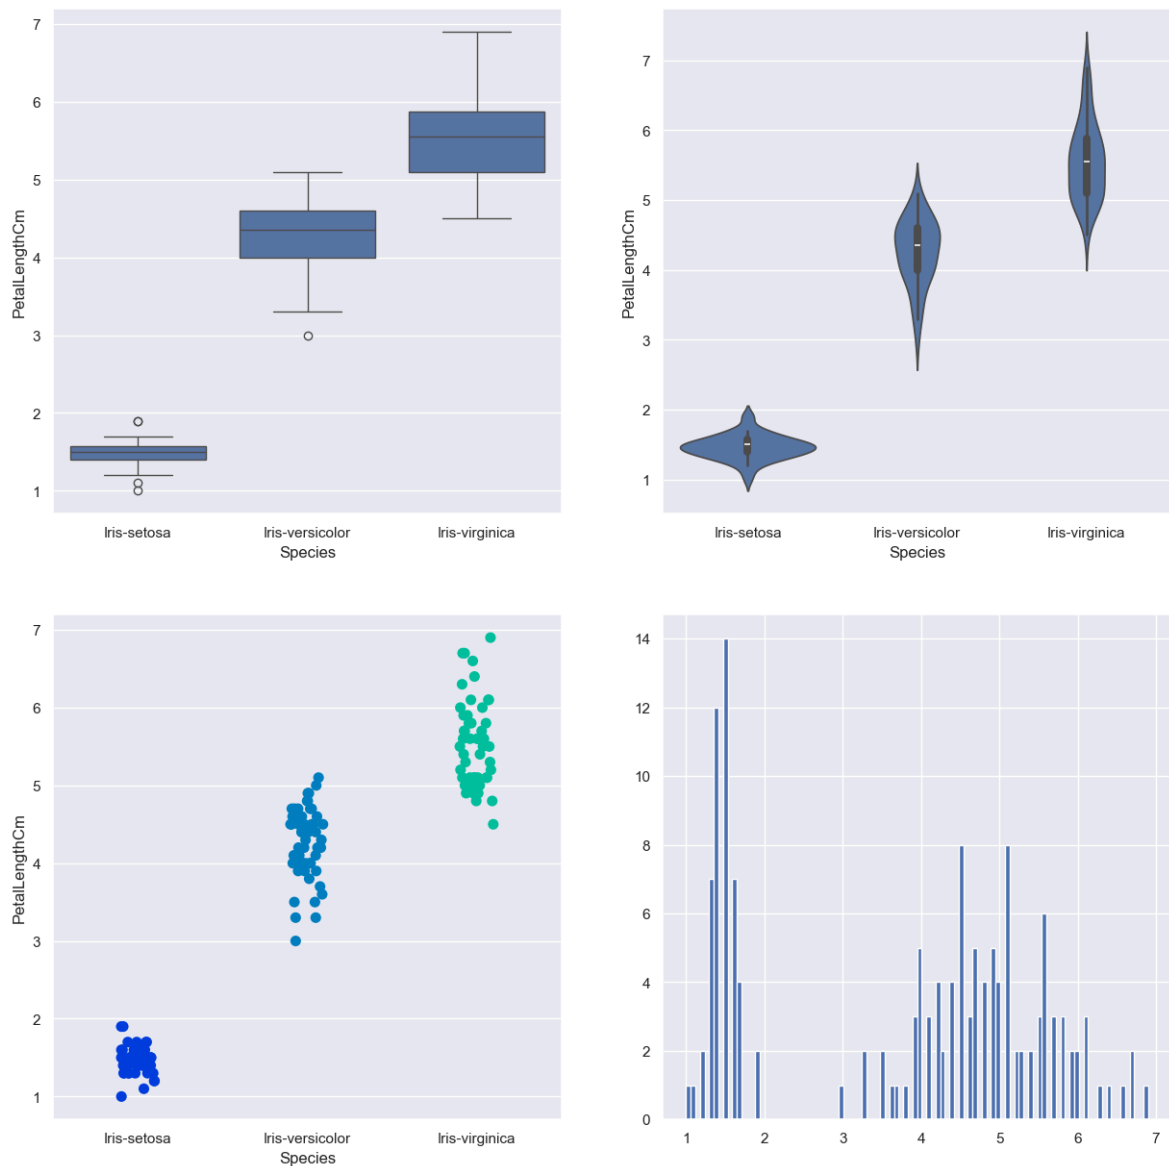 7
6
5
4
3
2
1
PetalLengthCm
Iris-setosa Iris-versicolor Iris-virginica
Species
7
6
5
4
3
2
1
PetalLengthCm
Iris-setosa Iris-versicolor Iris-virginica
Species
7
6
5
4
3
2
1
PetalLengthCm
Iris-setosa Iris-versicolor Iris-virginica
Species
14
12
10
8
6
4
2
0
1 2 3 4 5 6 7